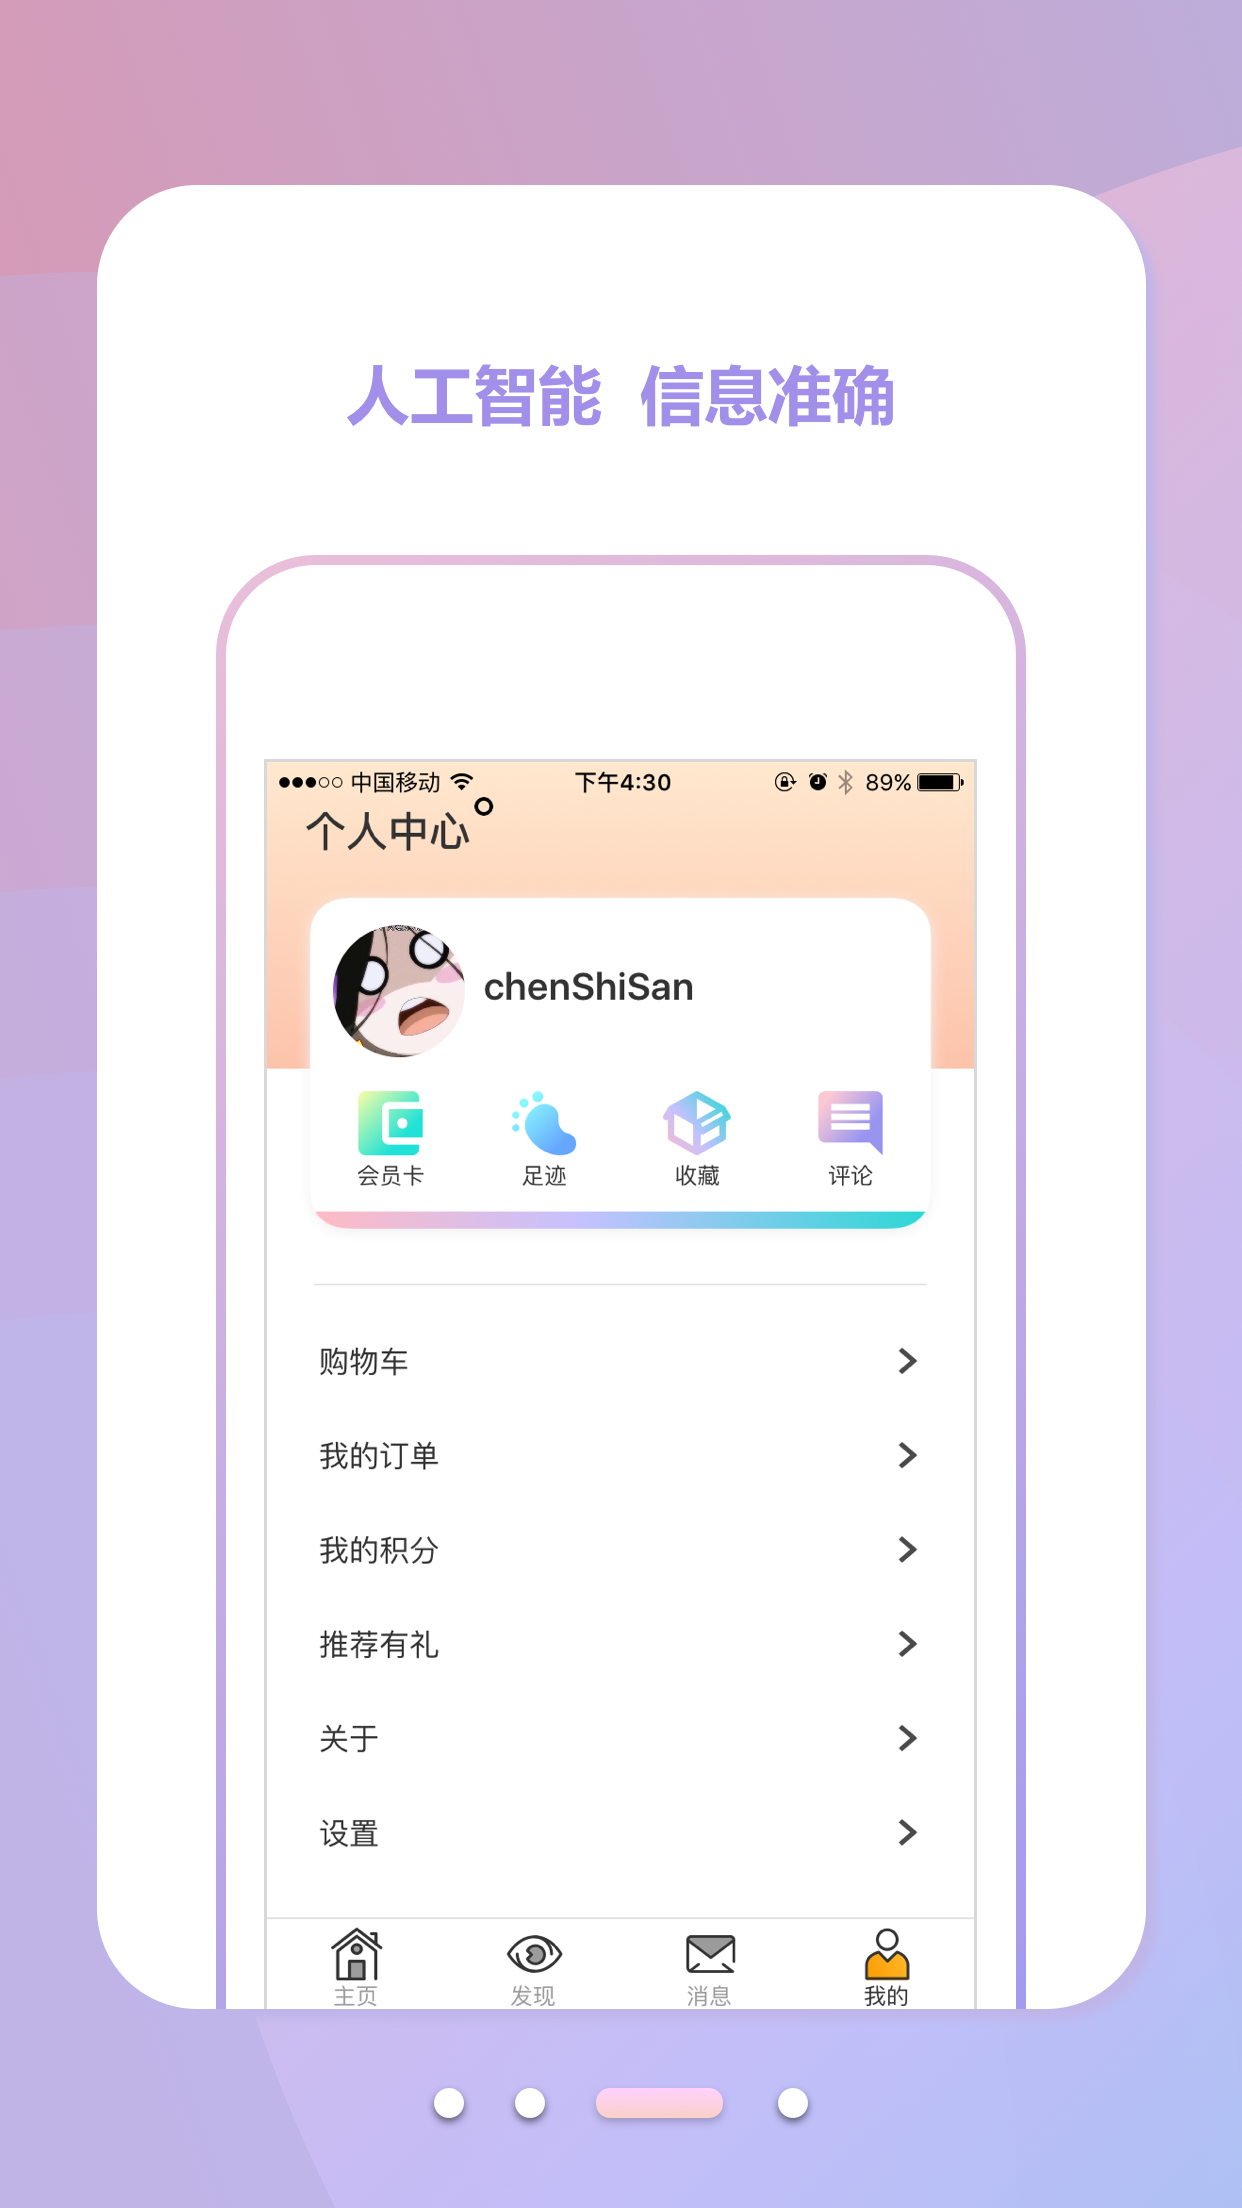 人工智能 信息准确
中国移动 下午4:30 89%
个人中心
chenShiSan
会员卡 足迹 收藏 评论
购物车
我的订单
我的积分
推荐有礼
关于
设置
主页 发现 消息 我的